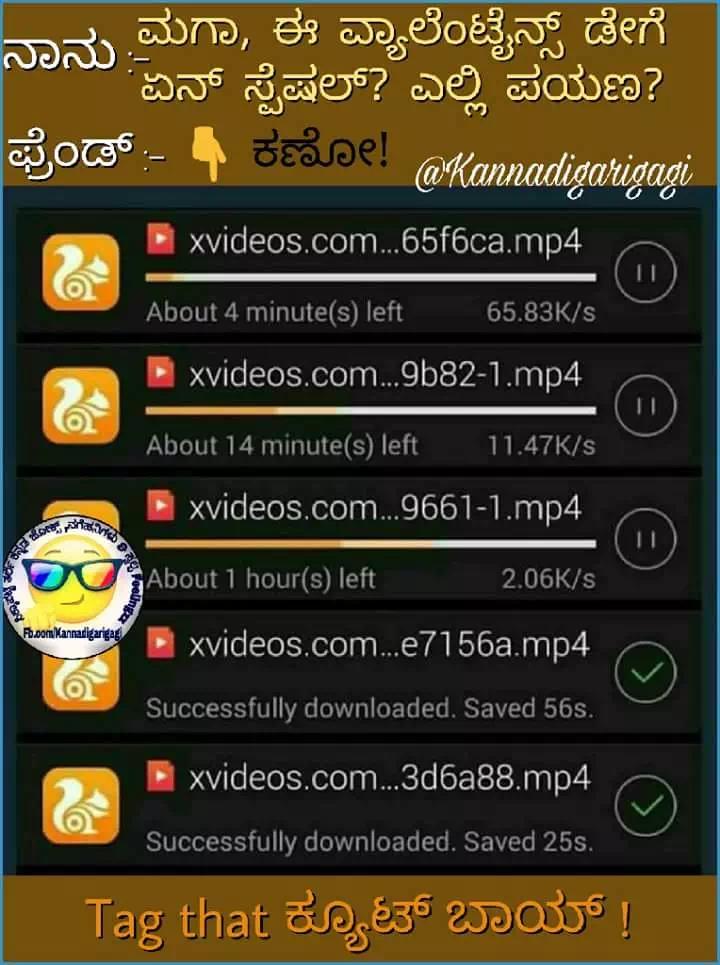 ನಾನು :- ಮಗಾ, ಈ ವ್ಯಾಲೆಂಟೈನ್ಸ್ ಡೇಗೆ
ಏನ್ ಸ್ಪೆಷಲ್? ಎಲ್ಲಿ ಪಯಣ?
ಫ್ರೆಂಡ್ :- 👇 ಕಣೋ!
@Kannadigarigagi
xvideos.com...65f6ca.mp4
About 4 minute(s) left 65.83K/s
xvideos.com...9b82-1.mp4
About 14 minute(s) left 11.47K/s
xvideos.com...9661-1.mp4
About 1 hour(s) left 2.06K/s
Fb.com/Kannadigarigagi
xvideos.com...e7156a.mp4
Successfully downloaded. Saved 56s.
xvideos.com...3d6a88.mp4
Successfully downloaded. Saved 25s.
Tag that ಕ್ಯೂಟ್ ಬಾಯ್ !